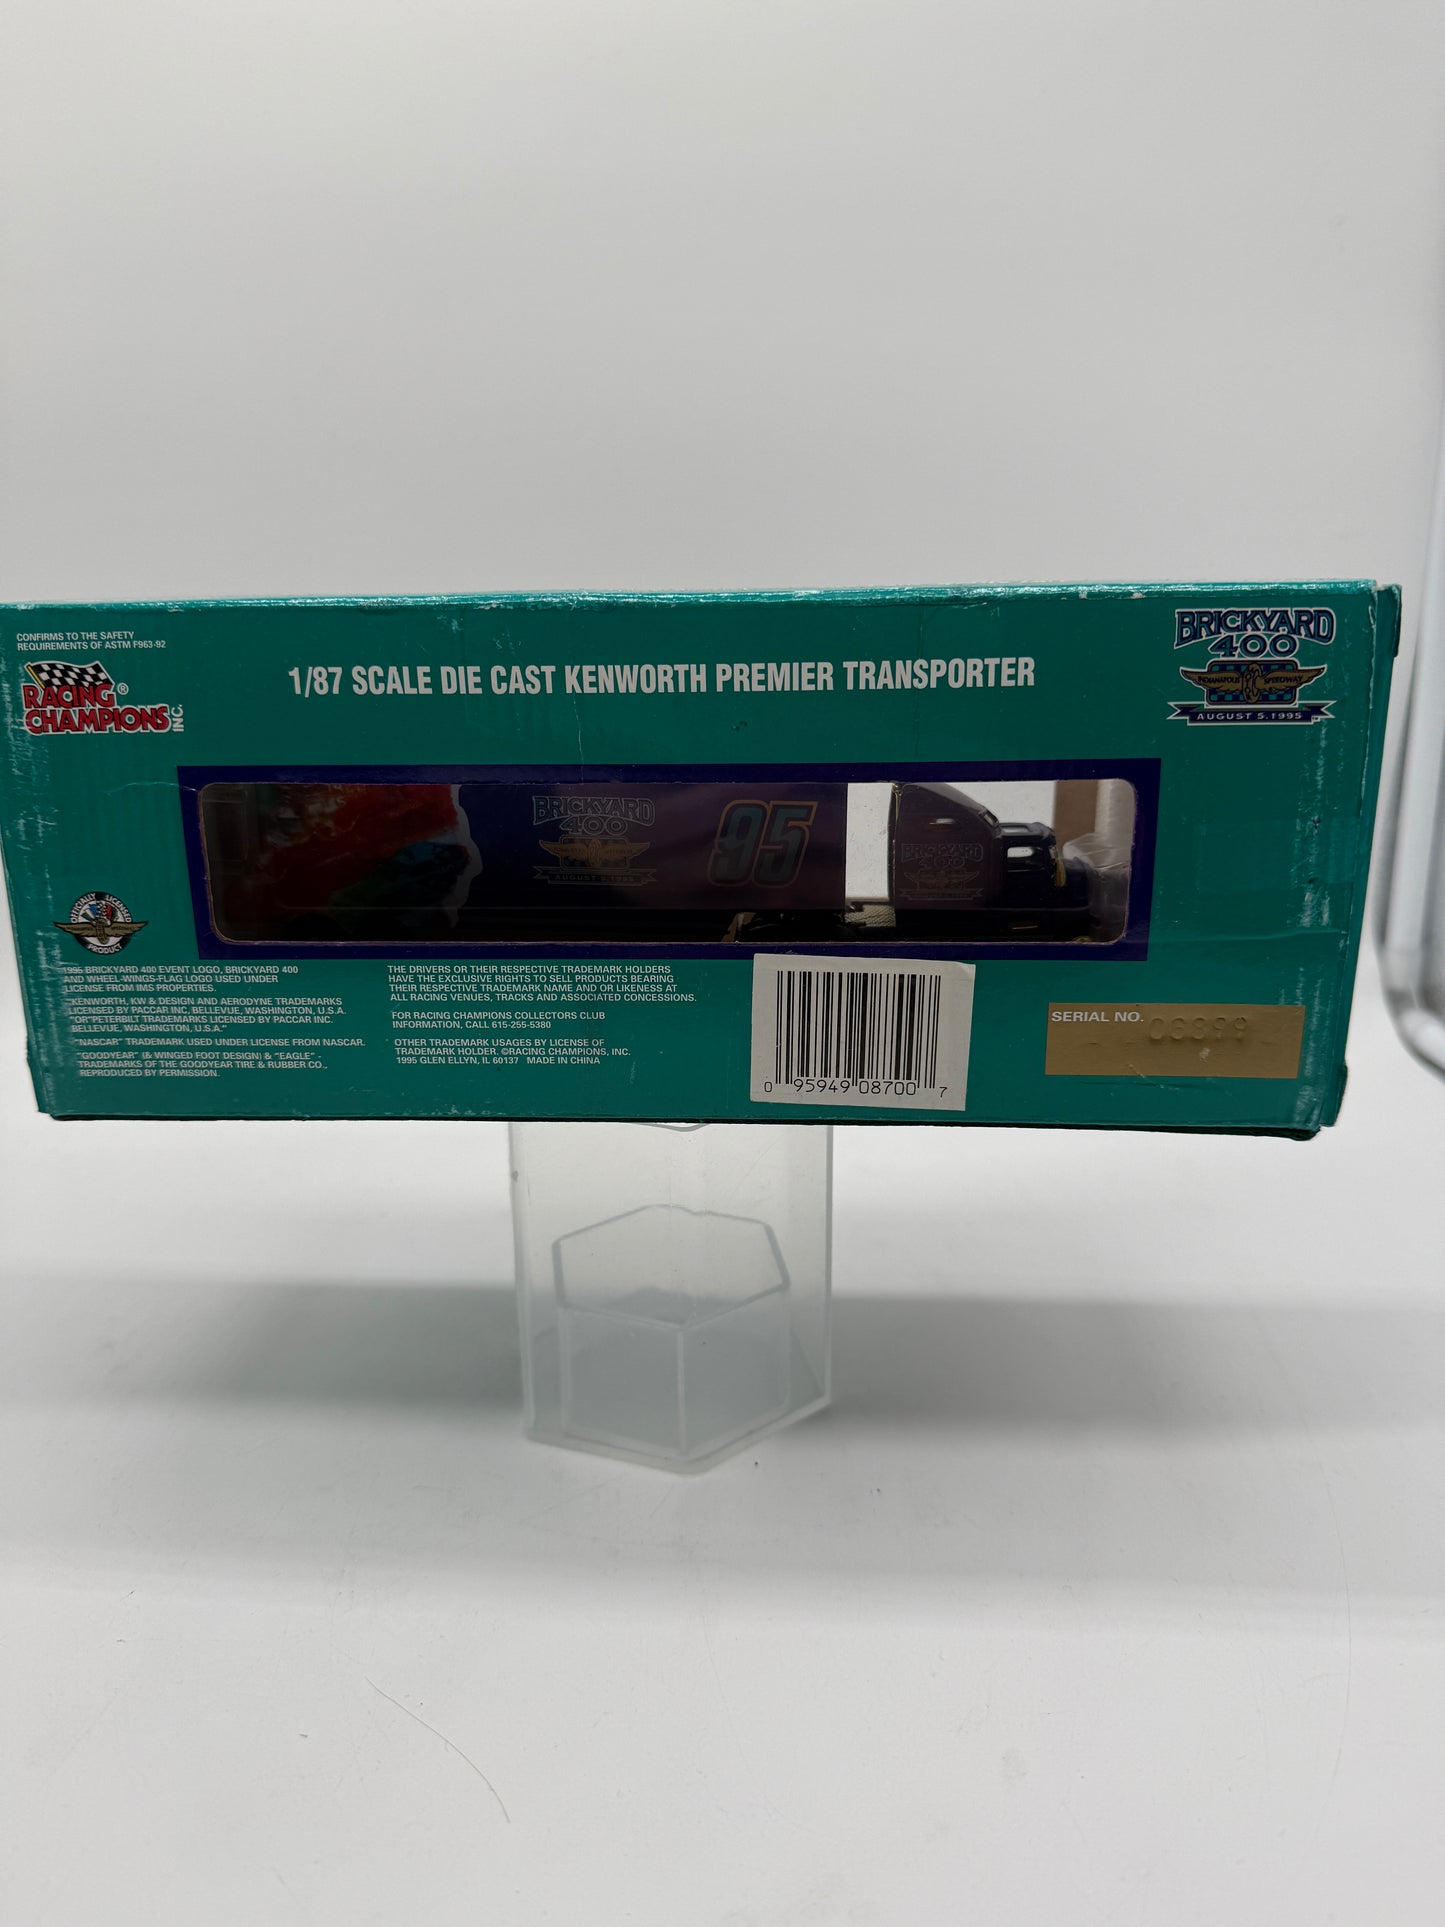 CONFIRMS TO THE SAFETY
REQUIREMENTS OF ASTM F963-92
RACING ®
CHAMPIONS INC.
1/87 SCALE DIE CAST KENWORTH PREMIER TRANSPORTER
BRICKYARD
400
INDIANAPOLIS SPEEDWAY
AUGUST 5, 1995
BRICKYARD
400
AUGUST 5, 1995
95
BRICKYARD
400
OFFICIALLY LICENSED
PRODUCT
1995 BRICKYARD 400 EVENT LOGO, BRICKYARD 400
AND WHEEL-WINGS-FLAG LOGO USED UNDER
LICENSE FROM IMS PROPERTIES.
"KENWORTH, KW & DESIGN AND AERODYNE TRADEMARKS
LICENSED BY PACCAR INC, BELLEVUE, WASHINGTON, U.S.A.
"OR"PETERBILT TRADEMARKS LICENSED BY PACCAR INC.
BELLEVUE, WASHINGTON, U.S.A."
"NASCAR" TRADEMARK USED UNDER LICENSE FROM NASCAR.
"GOODYEAR" (& WINGED FOOT DESIGN) & "EAGLE" -
TRADEMARKS OF THE GOODYEAR TIRE & RUBBER CO.,
REPRODUCED BY PERMISSION.
THE DRIVERS OR THEIR RESPECTIVE TRADEMARK HOLDERS
HAVE THE EXCLUSIVE RIGHTS TO SELL PRODUCTS BEARING
THEIR RESPECTIVE TRADEMARK NAME AND OR LIKENESS AT
ALL RACING VENUES, TRACKS AND ASSOCIATED CONCESSIONS.
FOR RACING CHAMPIONS COLLECTORS CLUB
INFORMATION, CALL 615-255-5380
OTHER TRADEMARK USAGES BY LICENSE OF
TRADEMARK HOLDER. ©RACING CHAMPIONS, INC.
1995 GLEN ELLYN, IL 60137 MADE IN CHINA
0 95949 08700 7
SERIAL NO.